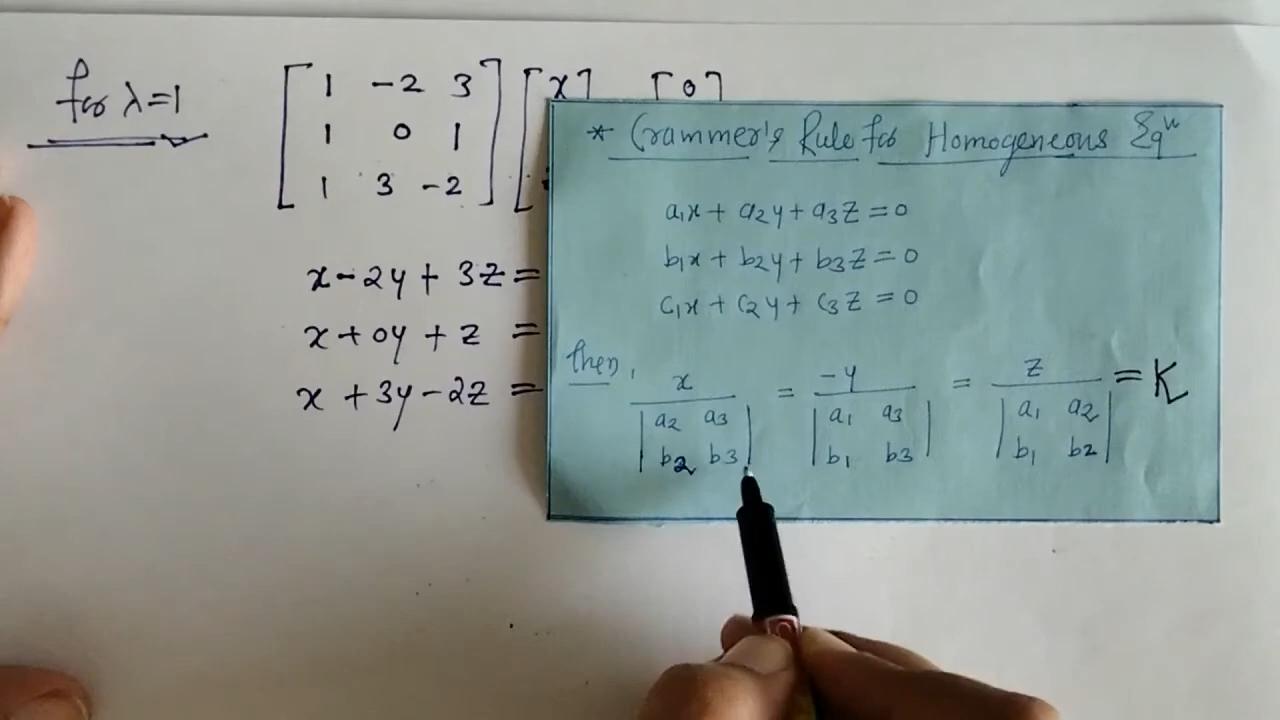 for λ=1
1 -2 3 x 0
1 0 1
1 3 -2
x-2y+3z=
x+0y+z=
x+3y-2z=
* Crammer's Rule for Homogeneous Eqⁿ
a₁x+a₂y+a₃z=0
b₁x+b₂y+b₃z=0
c₁x+c₂y+c₃z=0
then,
x = -y = z = K
a₂ a₃ a₁ a₃ a₁ a₂
b₂ b₃ b₁ b₃ b₁ b₂